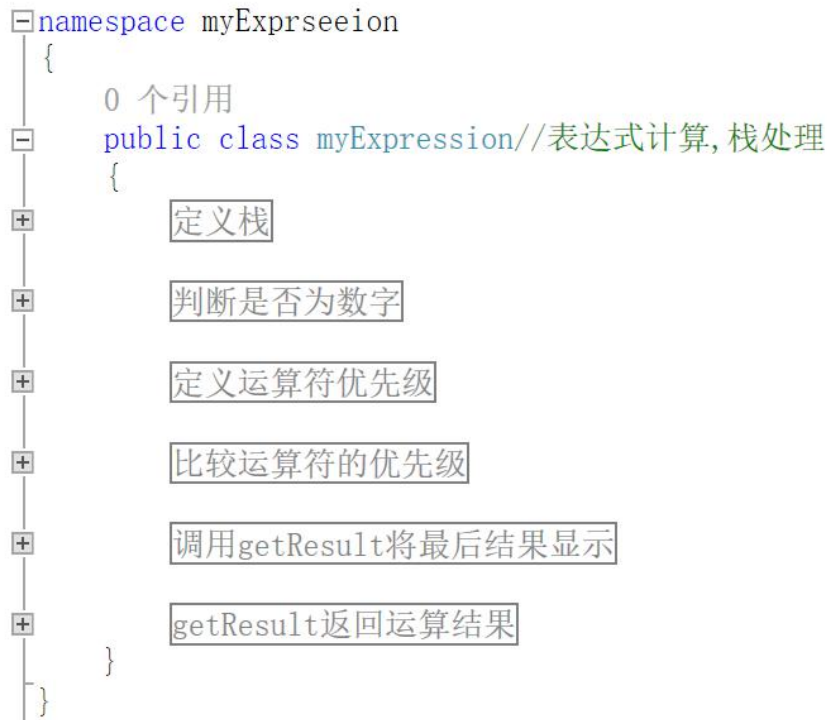 namespace myExprseeion
{
0 个引用
public class myExpression//表达式计算,栈处理
{
定义栈
判断是否为数字
定义运算符优先级
比较运算符的优先级
调用getResult将最后结果显示
getResult返回运算结果
}
}